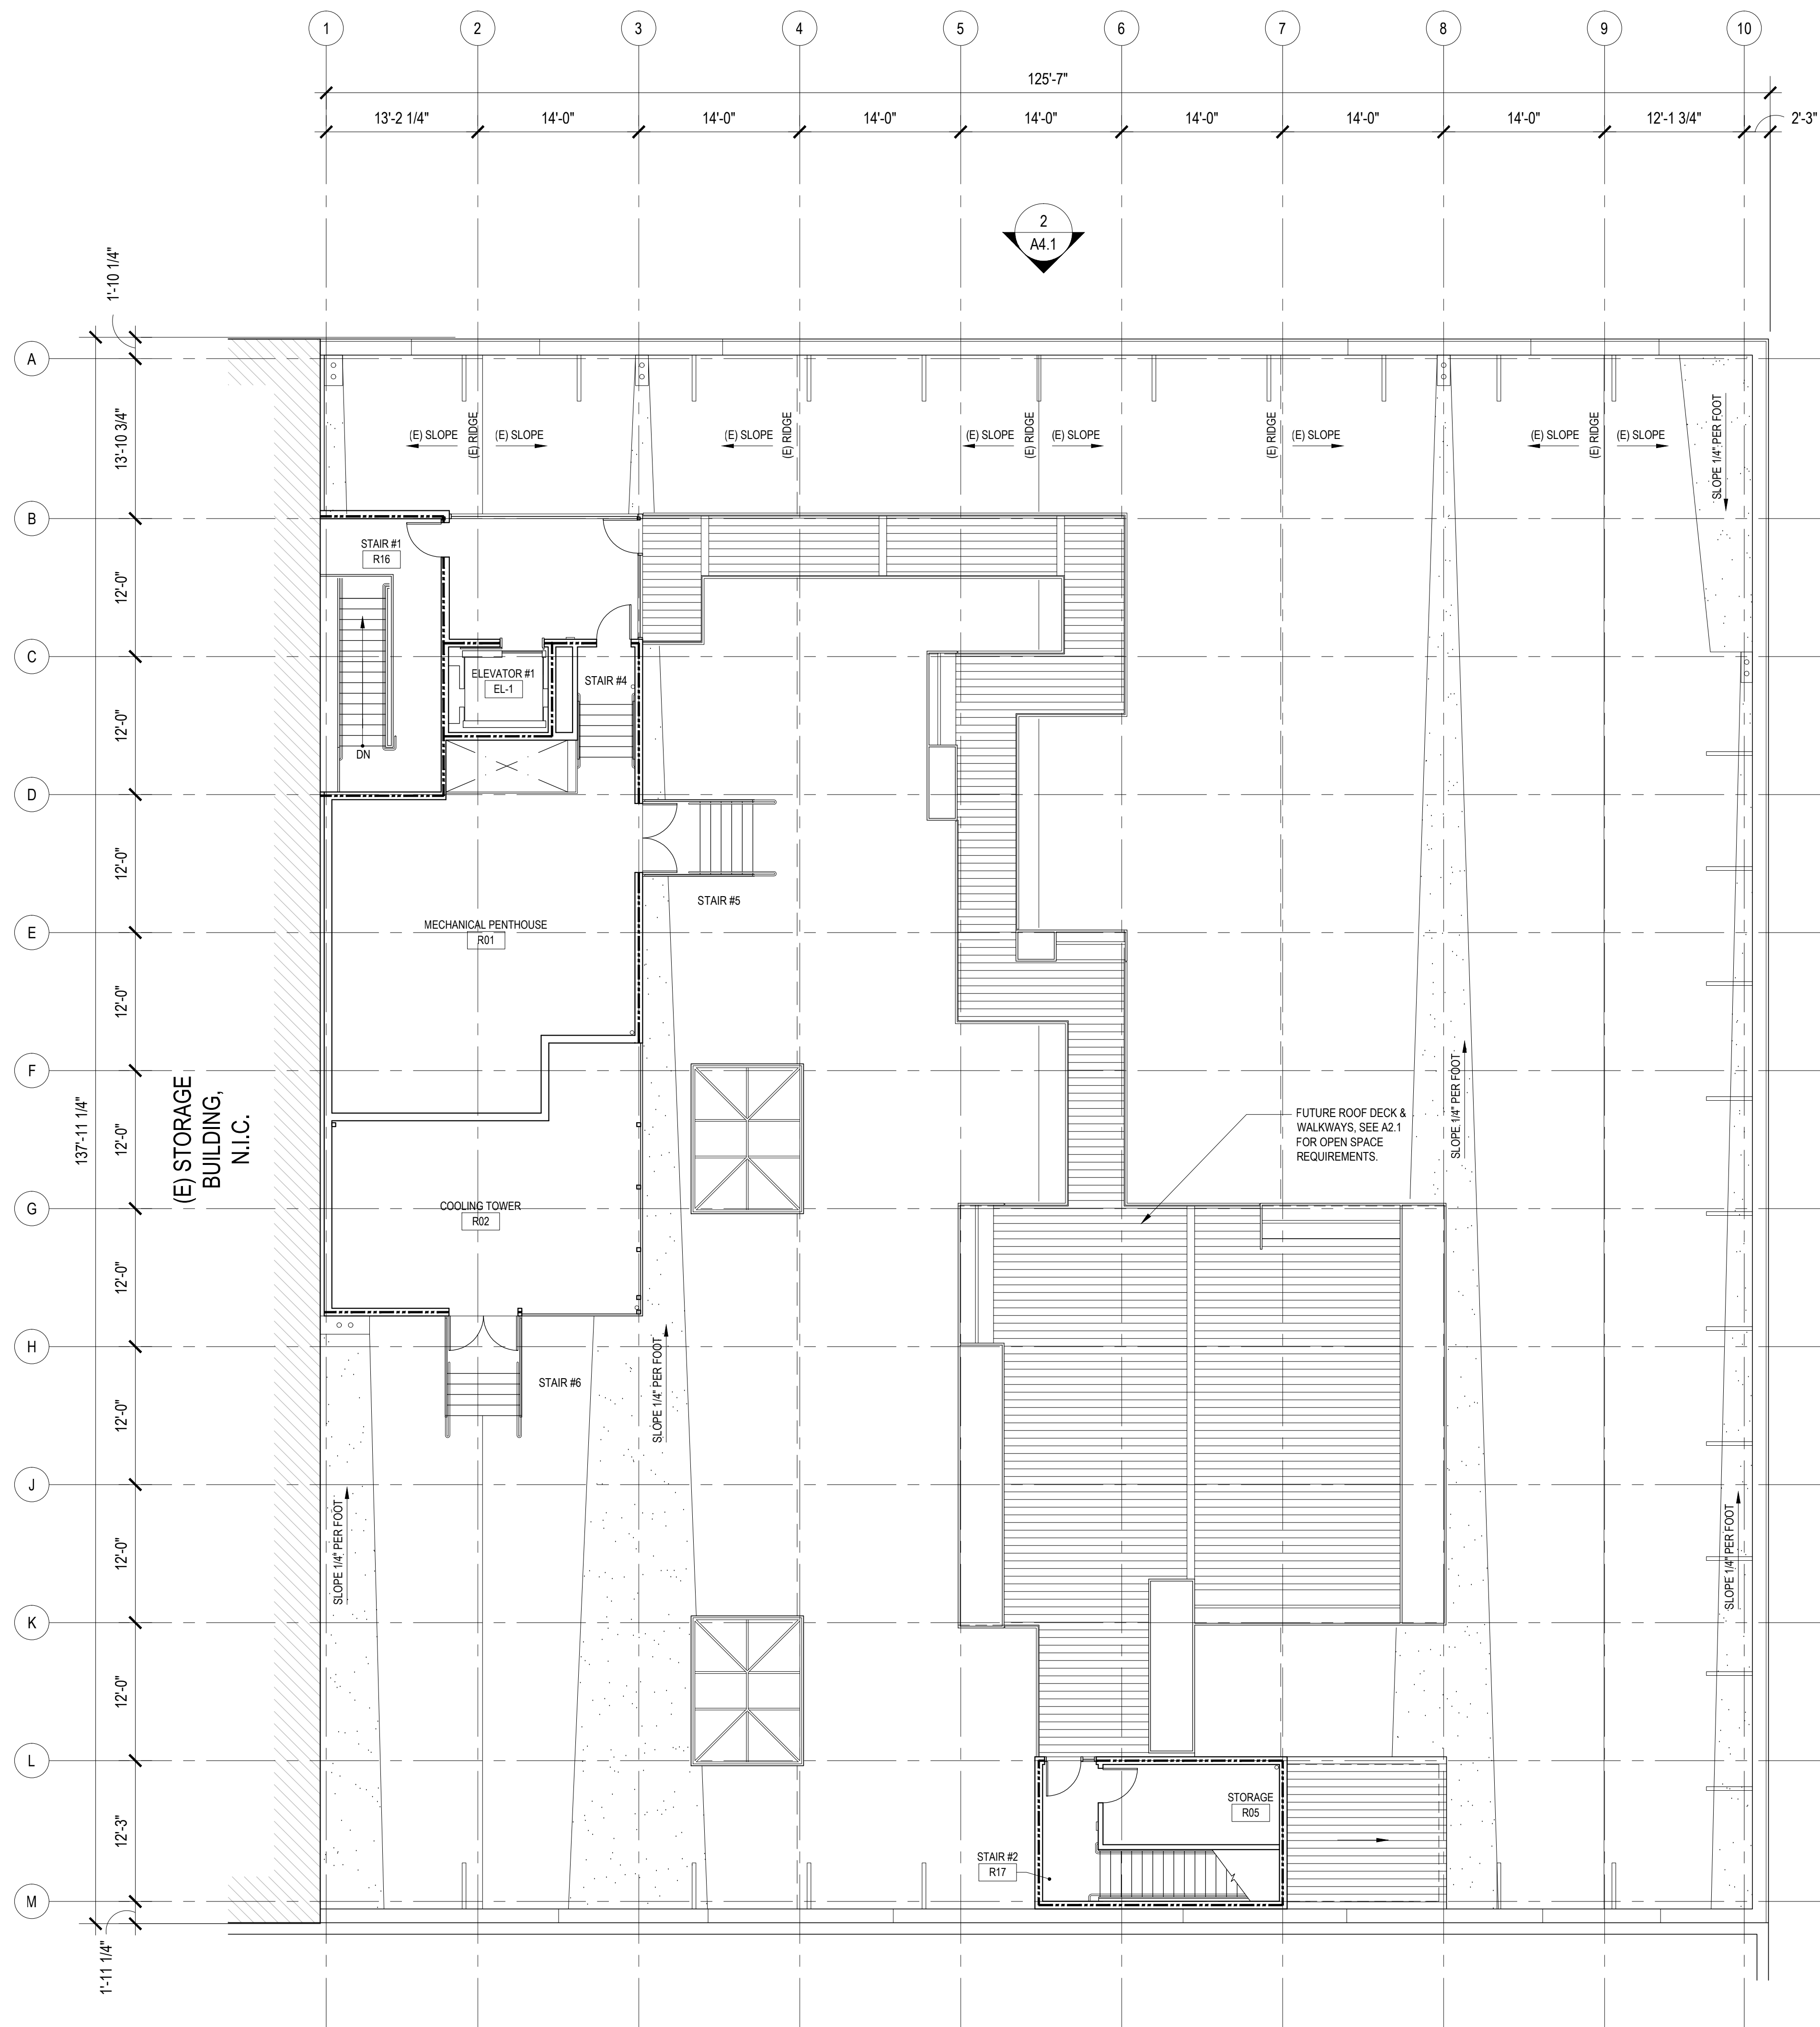 1
2
3
4
5
6
7
8
9
10
125'-7"
13'-2 1/4"
14'-0"
14'-0"
14'-0"
14'-0"
14'-0"
14'-0"
14'-0"
12'-1 3/4"
2'-3"
2
A4.1
1'-10 1/4"
A
13'-10 3/4"
(E) SLOPE
(E) RIDGE
(E) SLOPE
(E) SLOPE
(E) RIDGE
(E) SLOPE
(E) RIDGE
(E) SLOPE
(E) RIDGE
(E) SLOPE
(E) SLOPE
(E) RIDGE
(E) SLOPE
SLOPE 1/4" PER FOOT
B
STAIR #1
R16
12'-0"
C
ELEVATOR #1
EL-1
STAIR #4
12'-0"
DN
D
12'-0"
STAIR #5
MECHANICAL PENTHOUSE
R01
E
12'-0"
F
SLOPE 1/4" PER FOOT
137'-11 1/4"
(E) STORAGE
BUILDING,
N.I.C.
12'-0"
FUTURE ROOF DECK &
WALKWAYS, SEE A2.1
FOR OPEN SPACE
REQUIREMENTS.
G
COOLING TOWER
R02
12'-0"
H
STAIR #6
SLOPE 1/4" PER FOOT
12'-0"
J
SLOPE 1/4" PER FOOT
SLOPE 1/4" PER FOOT
12'-0"
K
12'-0"
L
STORAGE
R05
12'-3"
STAIR #2
R17
M
1'-11 1/4"